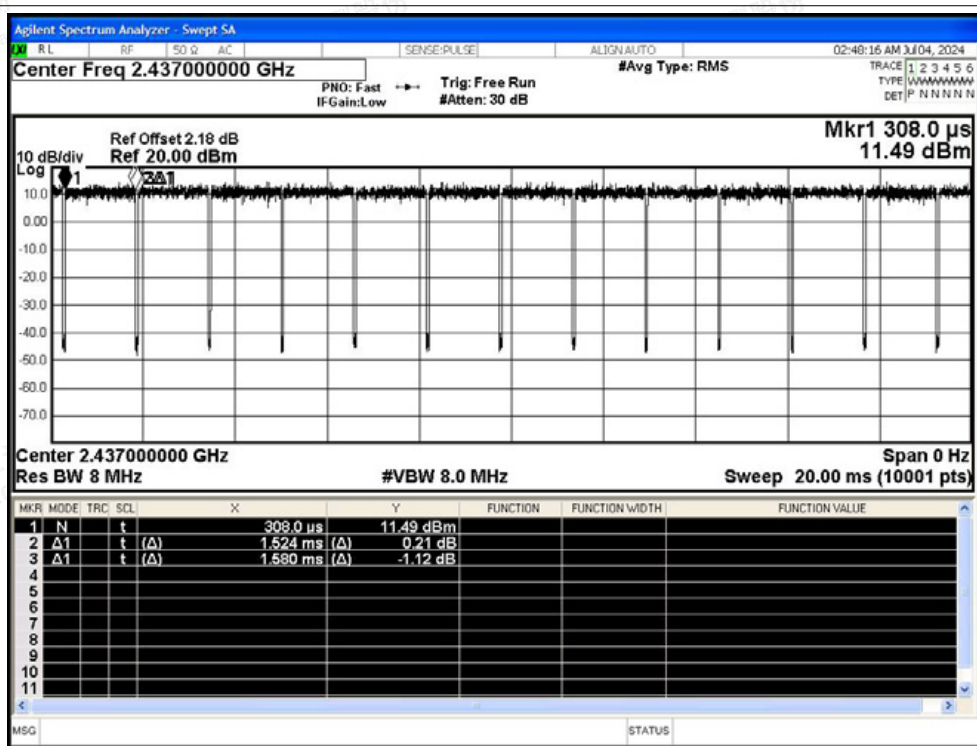 Agilent Spectrum Analyzer - Swept SA
LXI RL RF 50 Ω AC SENSE:PULSE ALIGNAUTO 02:48:16 AM Jul 04, 2024
Center Freq 2.437000000 GHz #Avg Type: RMS TRACE 1 2 3 4 5 6
PNO: Fast Trig: Free Run TYPE WWWWWW
IFGain:Low #Atten: 30 dB DET P N N N N N
Mkr1 308.0 µs
Ref Offset 2.18 dB
10 dB/div Ref 20.00 dBm 11.49 dBm
Log
1 3Δ1
10.0
0.00
-10.0
-20.0
-30.0
-40.0
-50.0
-60.0
-70.0
Center 2.437000000 GHz Span 0 Hz
Res BW 8 MHz #VBW 8.0 MHz Sweep 20.00 ms (10001 pts)
MKR MODE TRC SCL X Y FUNCTION FUNCTION WIDTH FUNCTION VALUE
1 N t 308.0 µs 11.49 dBm
2 Δ1 t (Δ) 1.524 ms (Δ) 0.21 dB
3 Δ1 t (Δ) 1.580 ms (Δ) -1.12 dB
4
5
6
7
8
9
10
11
MSG STATUS